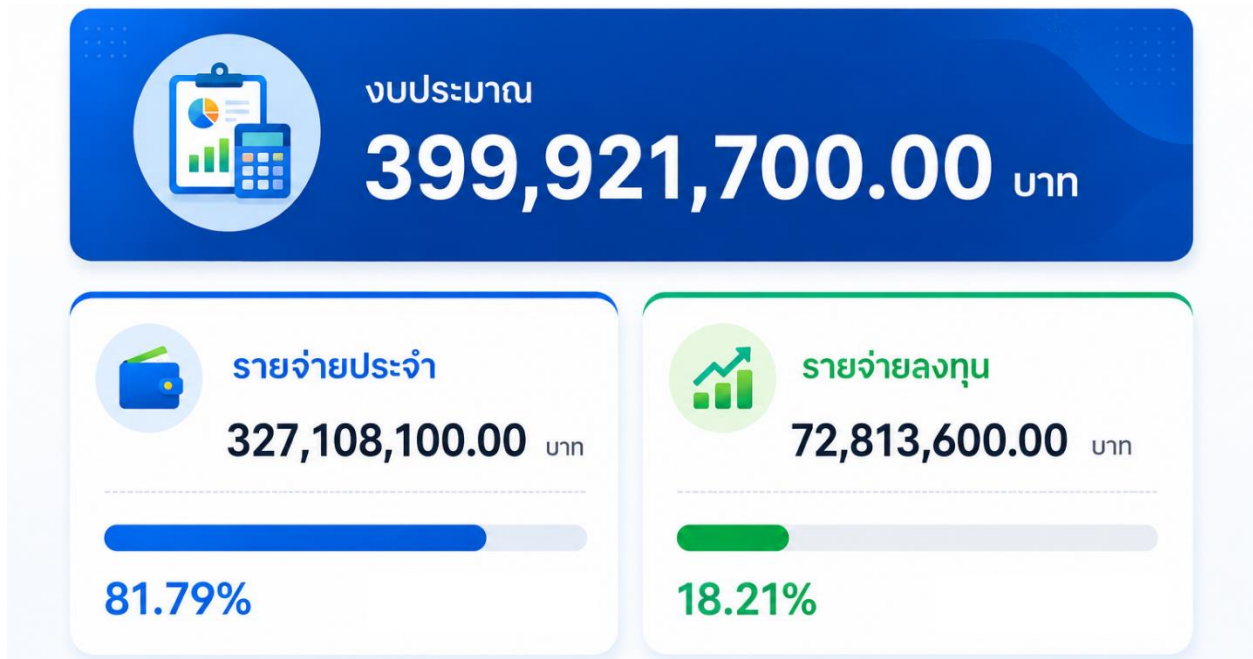 งบประมาณ
399,921,700.00 บาท
รายจ่ายประจำ
327,108,100.00 บาท
81.79%
รายจ่ายลงทุน
72,813,600.00 บาท
18.21%